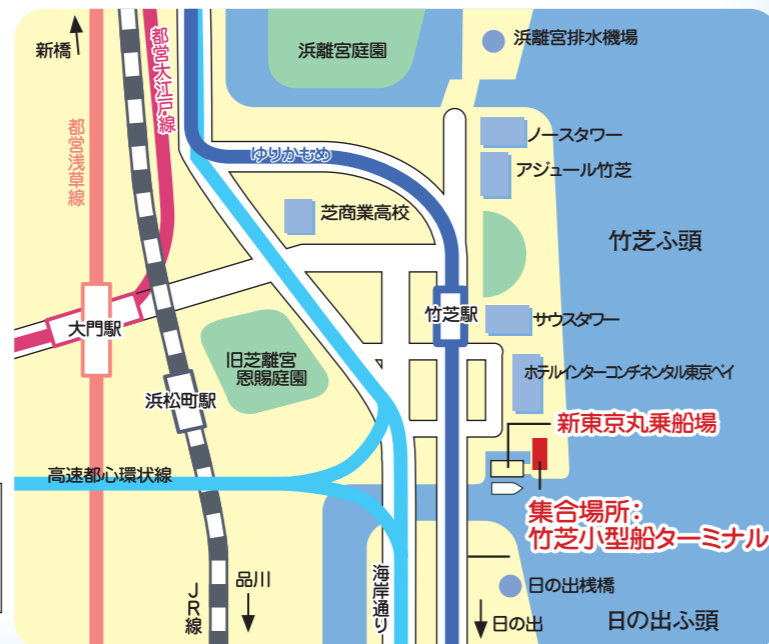 新橋
都営浅草線
都営大江戸線
浜離宮庭園
浜離宮排水機場
ゆりかもめ
ノースタワー
アジュール竹芝
芝商業高校
竹芝ふ頭
大門駅
竹芝駅
サウスタワー
旧芝離宮
恩賜庭園
ホテルインターコンチネンタル東京ベイ
浜松町駅
新東京丸乗船場
高速都心環状線
集合場所：
竹芝小型船ターミナル
JR線
品川
海岸通り
日の出桟橋
日の出
日の出ふ頭